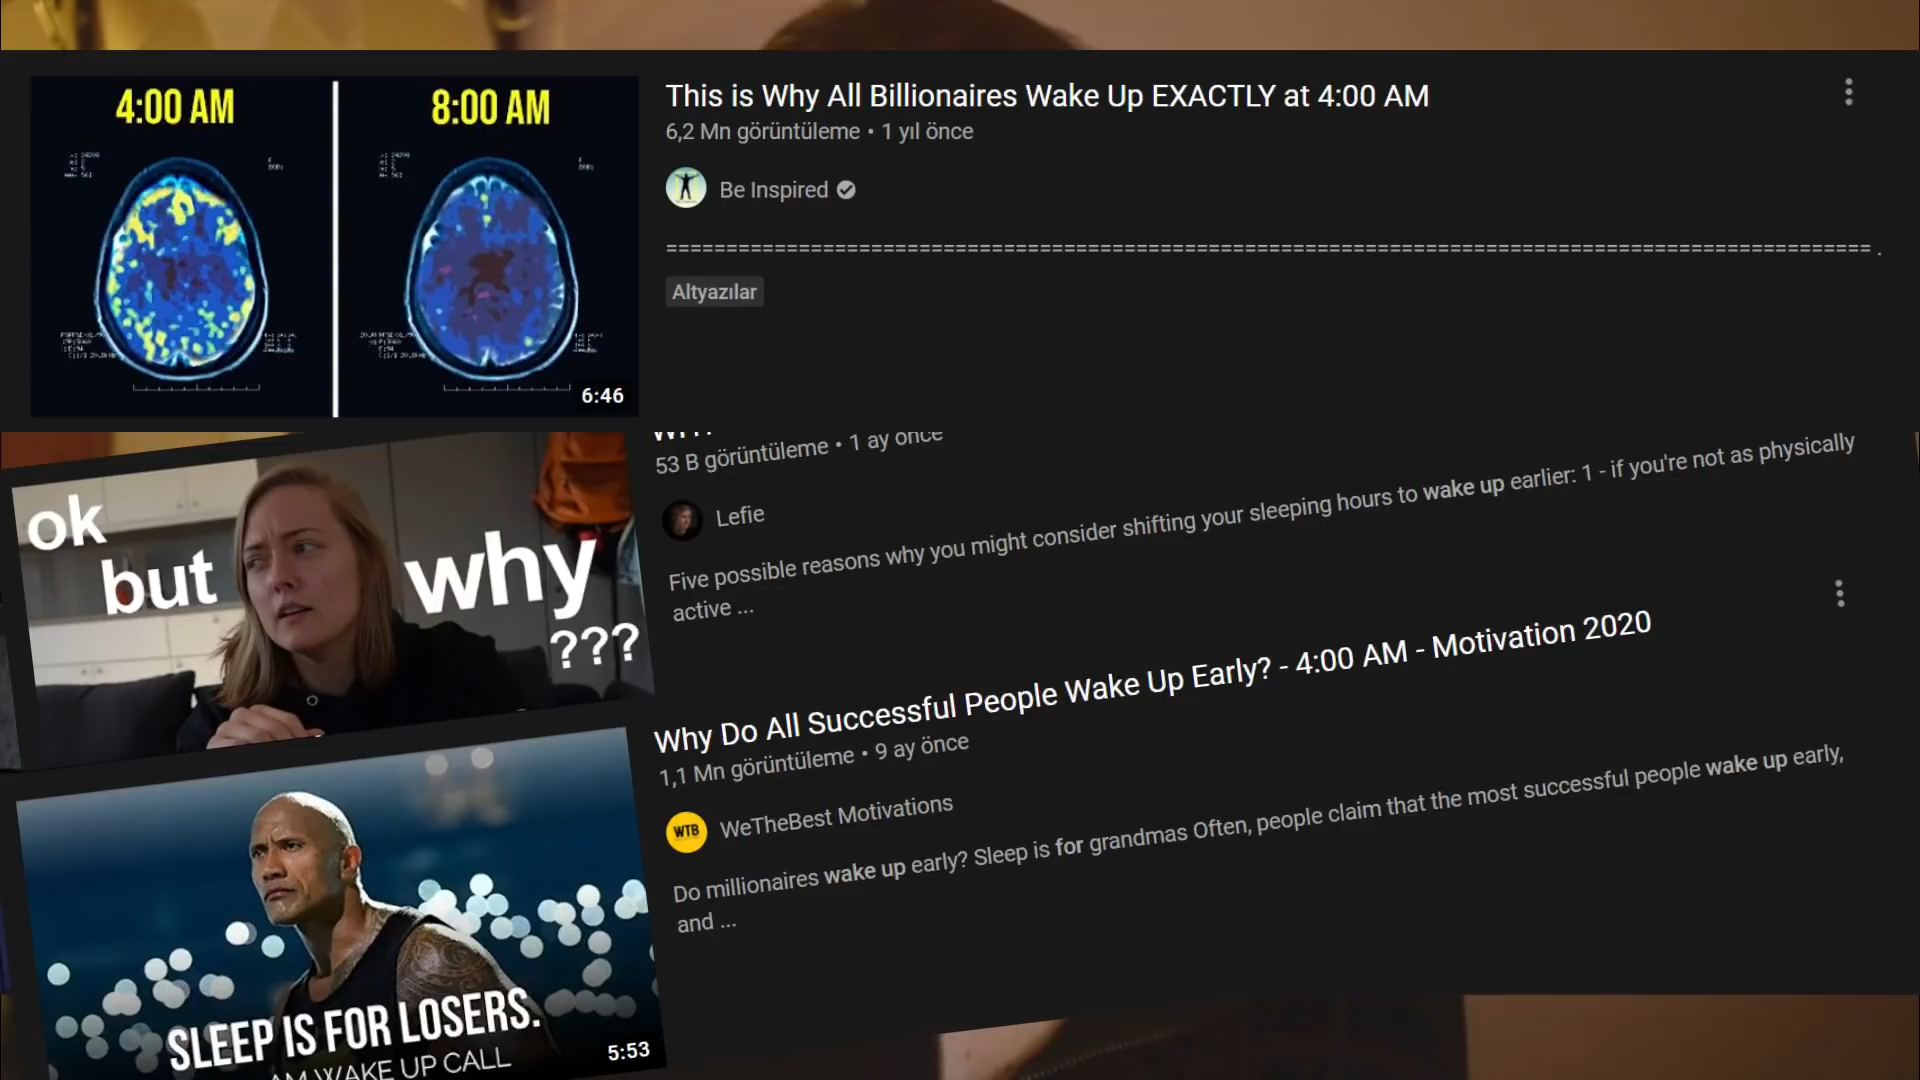 4:00 AM
8:00 AM
6:46
This is Why All Billionaires Wake Up EXACTLY at 4:00 AM
6,2 Mn görüntüleme • 1 yıl önce
Be Inspired
================================================================================ .
Altyazılar
ok
but
why
???
53 B görüntüleme • 1 ay önce
Lefie
Five possible reasons why you might consider shifting your sleeping hours to wake up earlier: 1 - if you're not as physically
active ...
SLEEP IS FOR LOSERS.
AM WAKE UP CALL
5:53
Why Do All Successful People Wake Up Early? - 4:00 AM - Motivation 2020
1,1 Mn görüntüleme • 9 ay önce
WTB
WeTheBest Motivations
Do millionaires wake up early? Sleep is for grandmas Often, people claim that the most successful people wake up early,
and ...